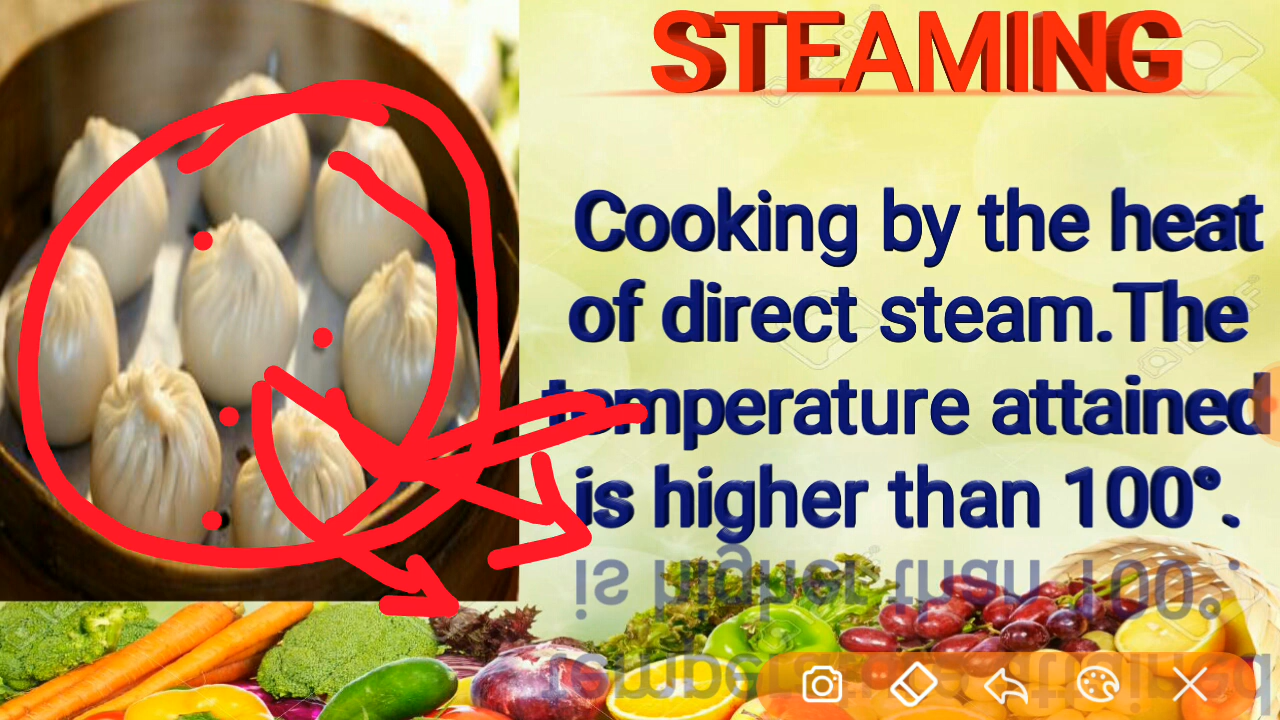 STEAMING
Cooking by the heat
of direct steam.The
temperature attained
is higher than 100°.